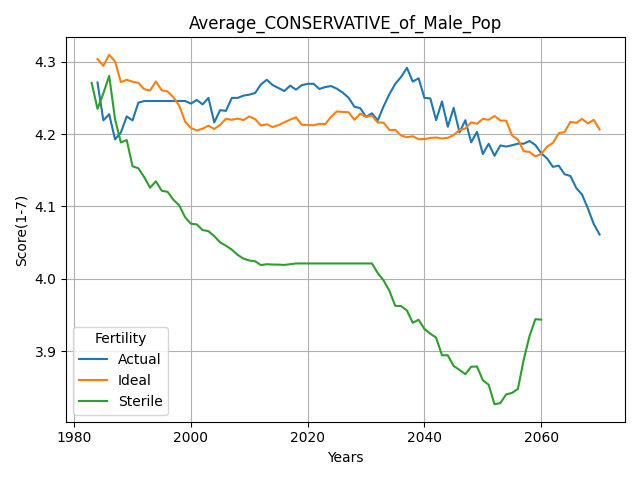 Average_CONSERVATIVE_of_Male_Pop
Score(1-7)
4.3
4.2
4.1
4.0
3.9
Fertility
Actual
Ideal
Sterile
1980
2000
2020
2040
2060
Years